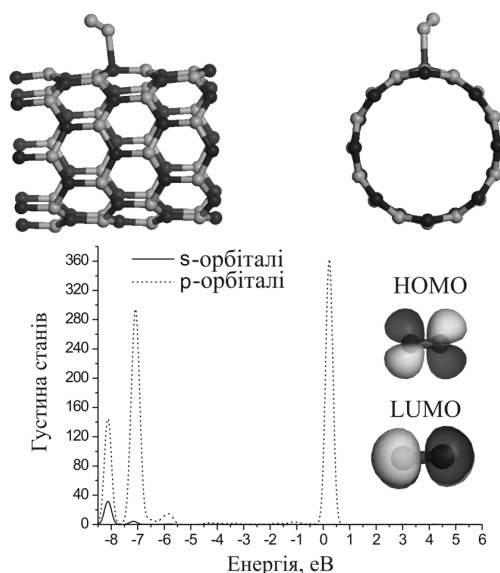 s-орбіталі
p-орбіталі
HOMO
LUMO
Густина станів
360
320
280
240
200
160
120
80
40
0
-8 -7 -6 -5 -4 -3 -2 -1 0 1 2 3 4 5 6
Енергія, еВ